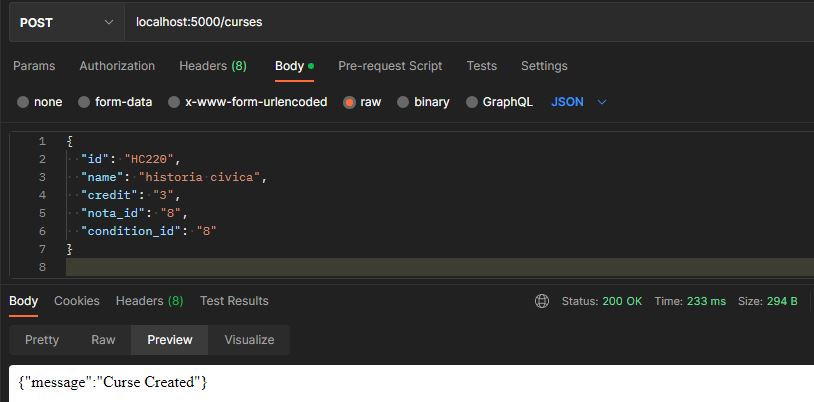 POST localhost:5000/curses
Params Authorization Headers (8) Body Pre-request Script Tests Settings
none form-data x-www-form-urlencoded raw binary GraphQL JSON
1 {
2 "id": "HC220",
3 "name": "historia civica",
4 "credit": "3",
5 "nota_id": "8",
6 "condition_id": "8"
7 }
8
Body Cookies Headers (8) Test Results Status: 200 OK Time: 233 ms Size: 294 B
Pretty Raw Preview Visualize
{"message":"Curse Created"}